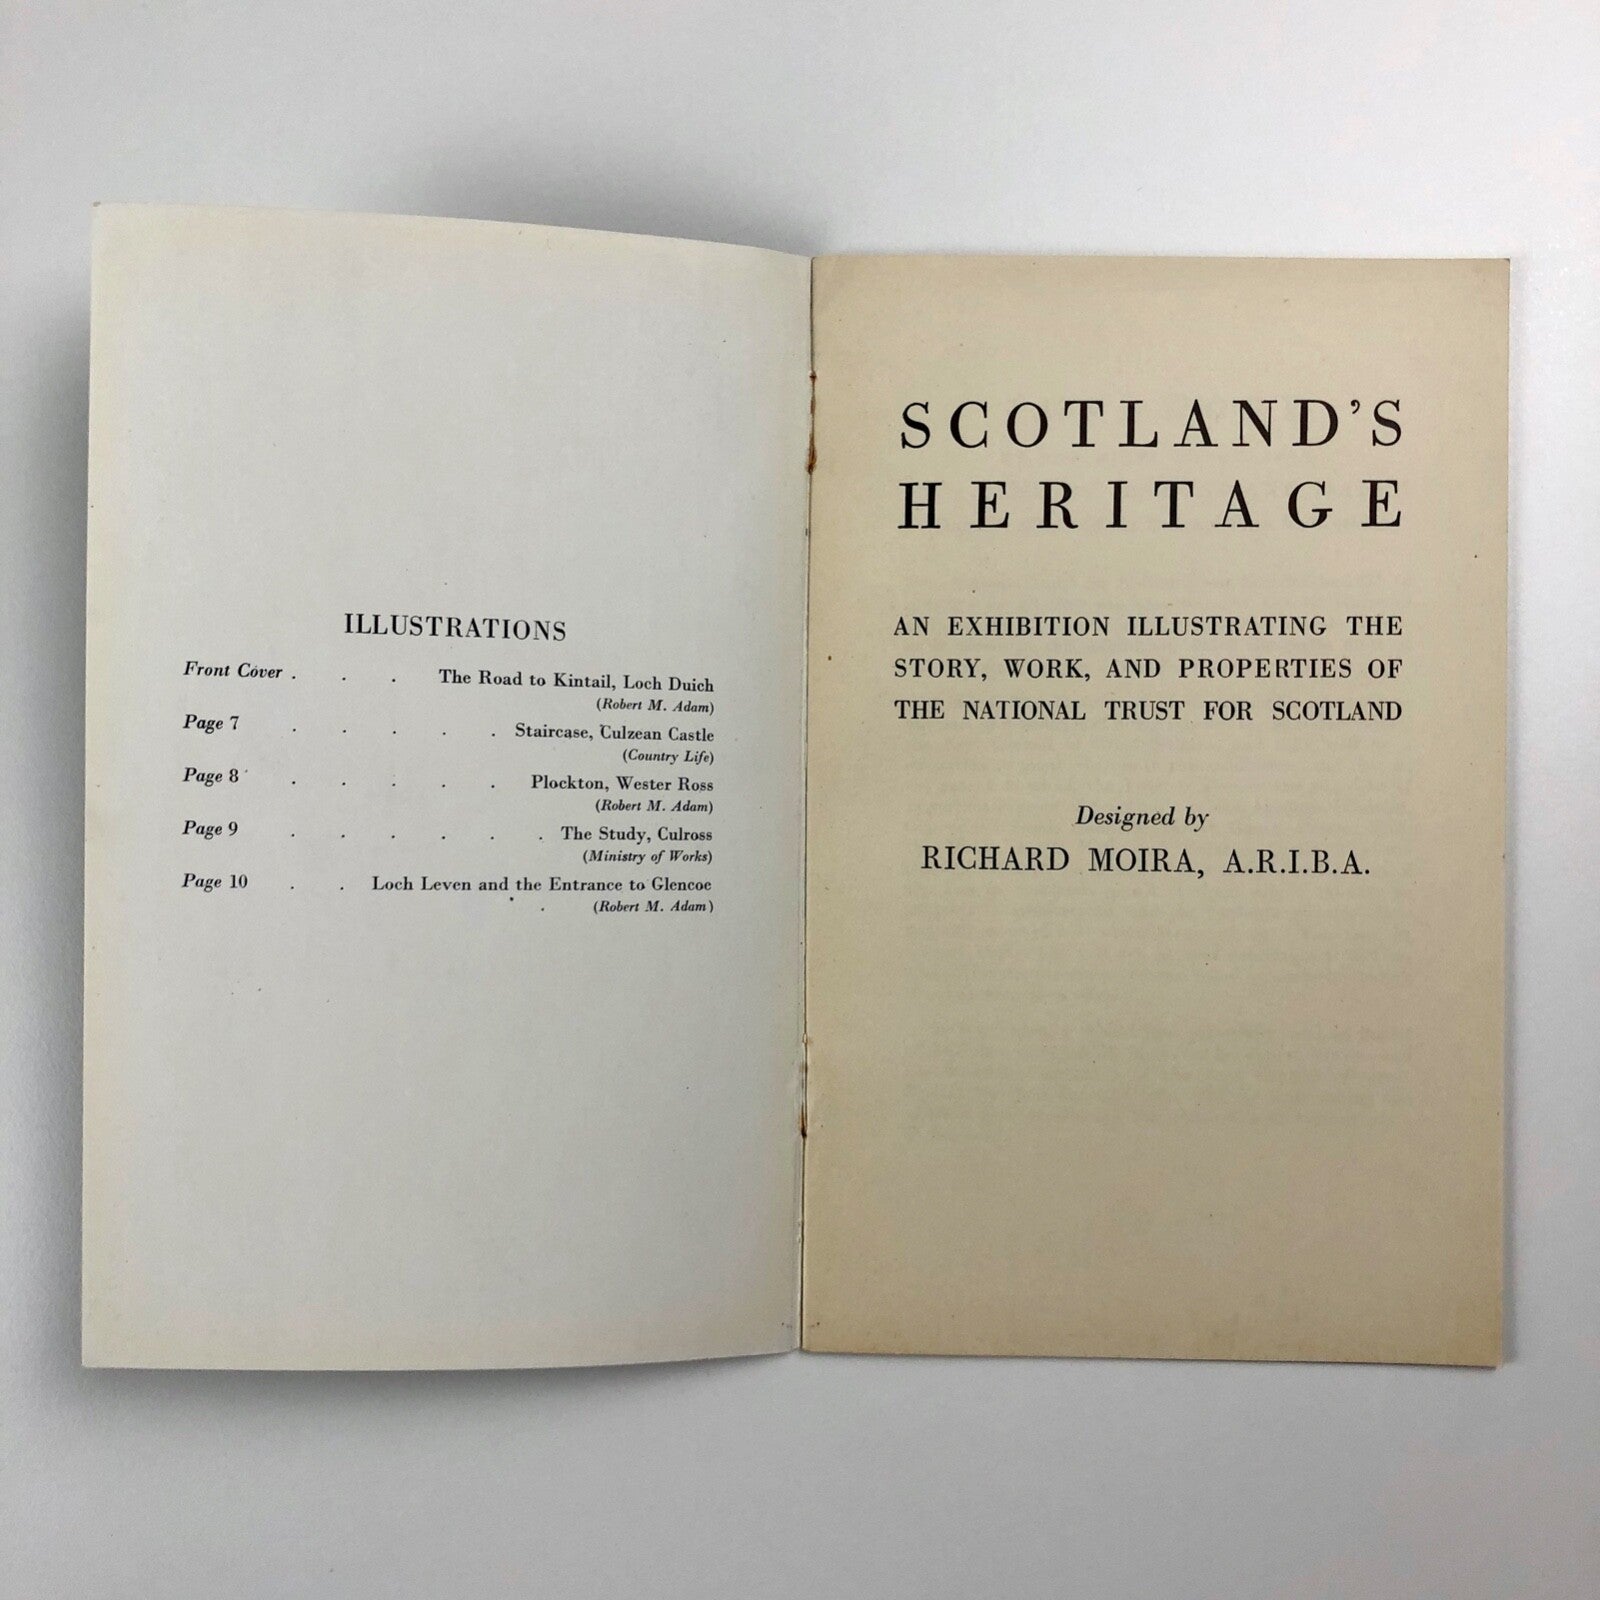 ILLUSTRATIONS
Front Cover . . . The Road to Kintail, Loch Duich
(Robert M. Adam)
Page 7 . . . . . Staircase, Culzean Castle
(Country Life)
Page 8 . . . . . Plockton, Wester Ross
(Robert M. Adam)
Page 9 . . . . . . The Study, Culross
(Ministry of Works)
Page 10 . . Loch Leven and the Entrance to Glencoe
(Robert M. Adam)
SCOTLAND'S
HERITAGE
AN EXHIBITION ILLUSTRATING THE
STORY, WORK, AND PROPERTIES OF
THE NATIONAL TRUST FOR SCOTLAND
Designed by
RICHARD MOIRA, A.R.I.B.A.